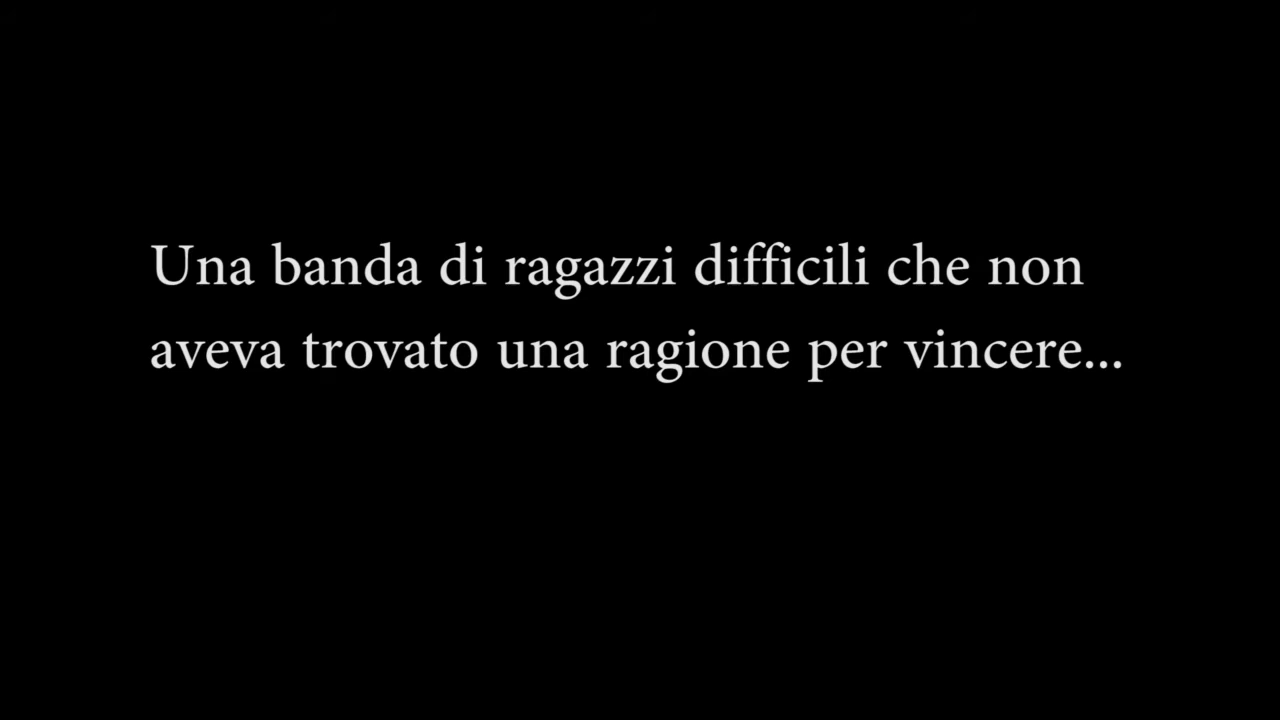 Una banda di ragazzi difficili che non
aveva trovato una ragione per vincere...